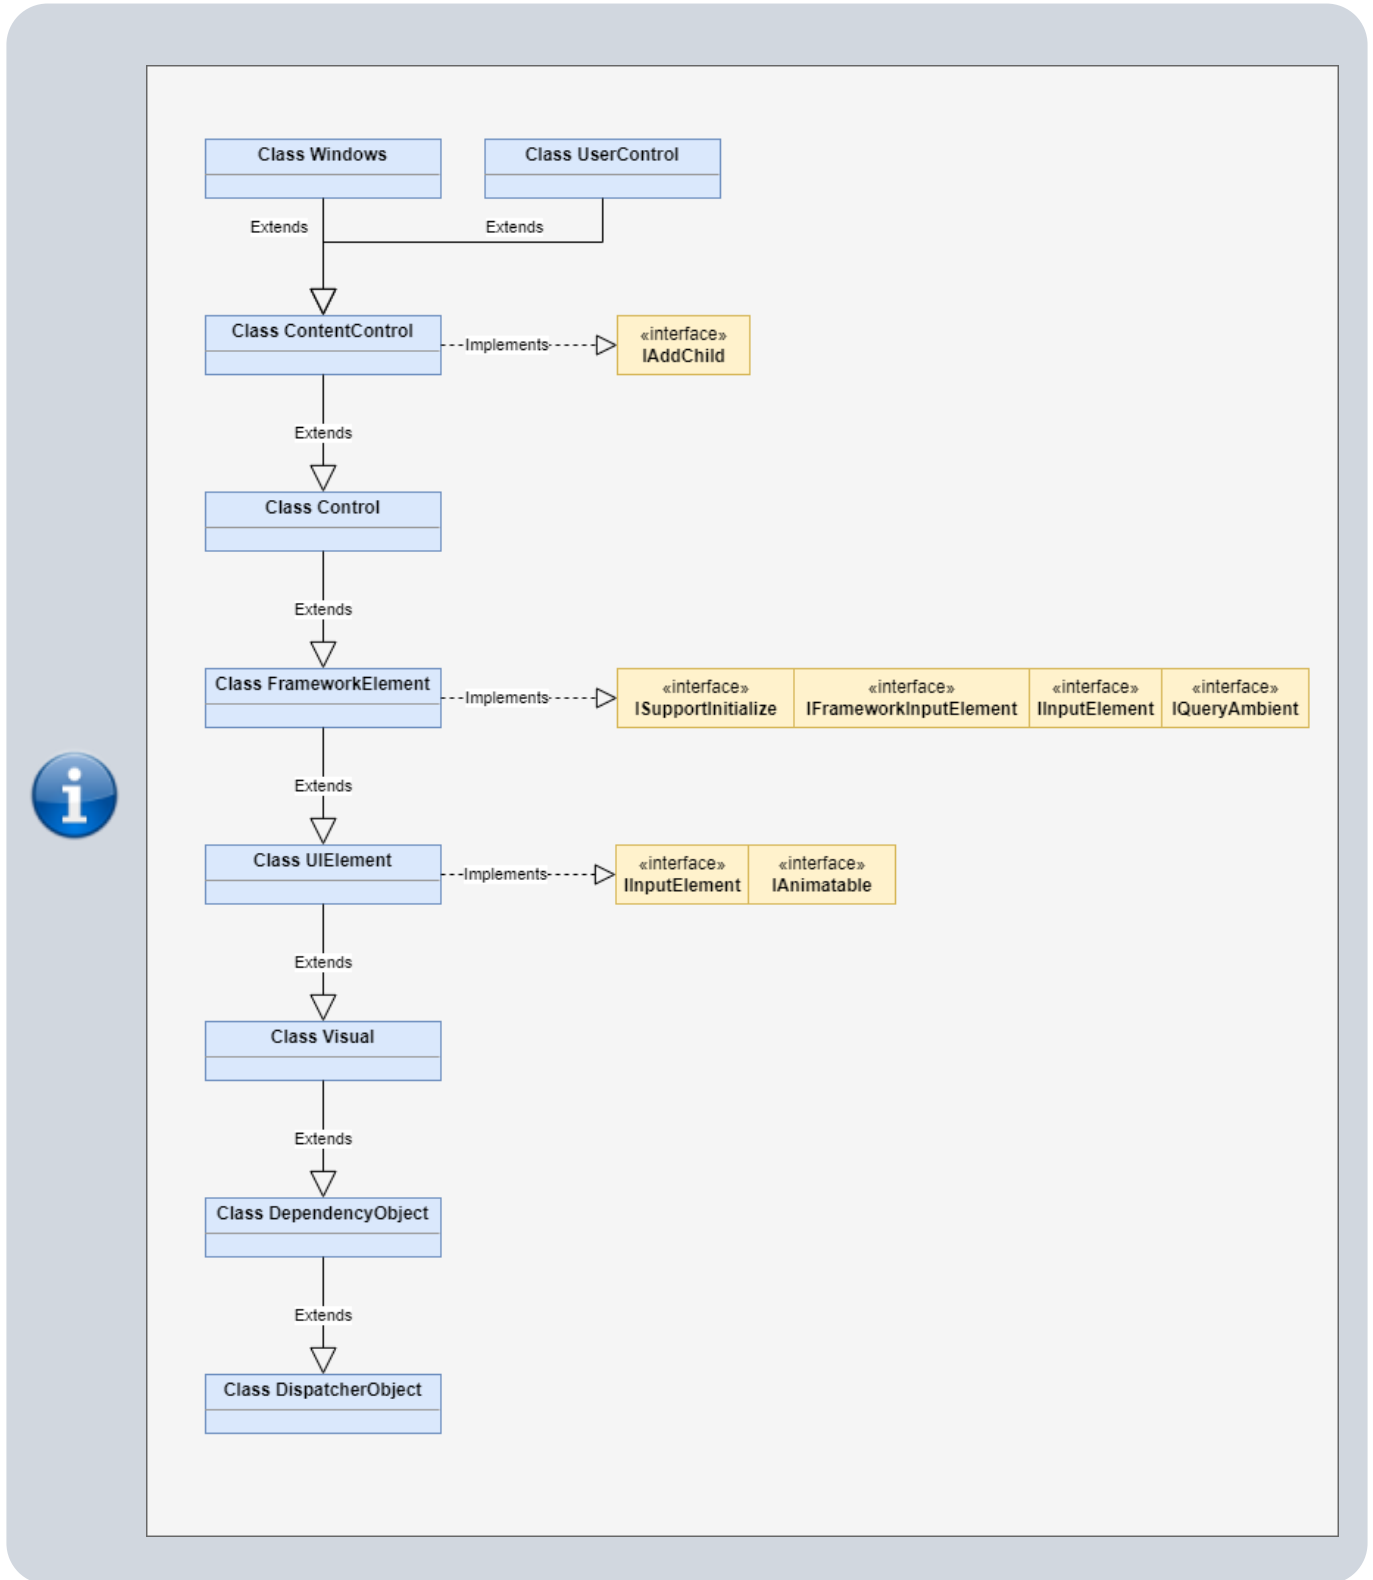 Class Windows
Class UserControl
Extends
Extends
Class ContentControl
Implements
«interface»
IAddChild
Extends
Class Control
Extends
Class FrameworkElement
Implements
«interface»
ISupportInitialize
«interface»
IFrameworkInputElement
«interface»
IInputElement
«interface»
IQueryAmbient
Extends
Class UIElement
Implements
«interface»
IInputElement
«interface»
IAnimatable
Extends
Class Visual
Extends
Class DependencyObject
Extends
Class DispatcherObject